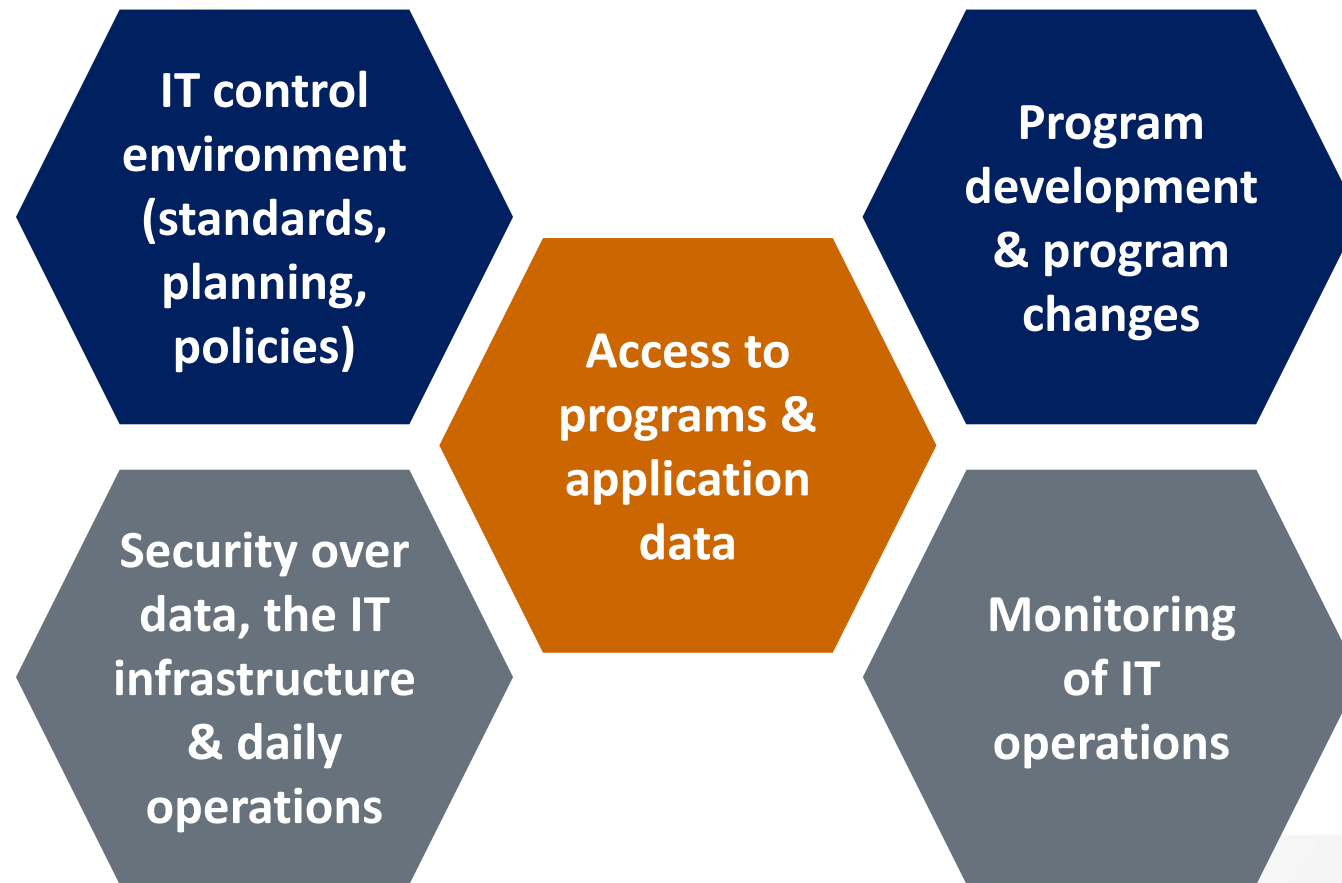 IT control
environment
(standards,
planning,
policies)
Program
development
& program
changes
Access to
programs &
application
data
Security over
data, the IT
infrastructure
& daily
operations
Monitoring
of IT
operations